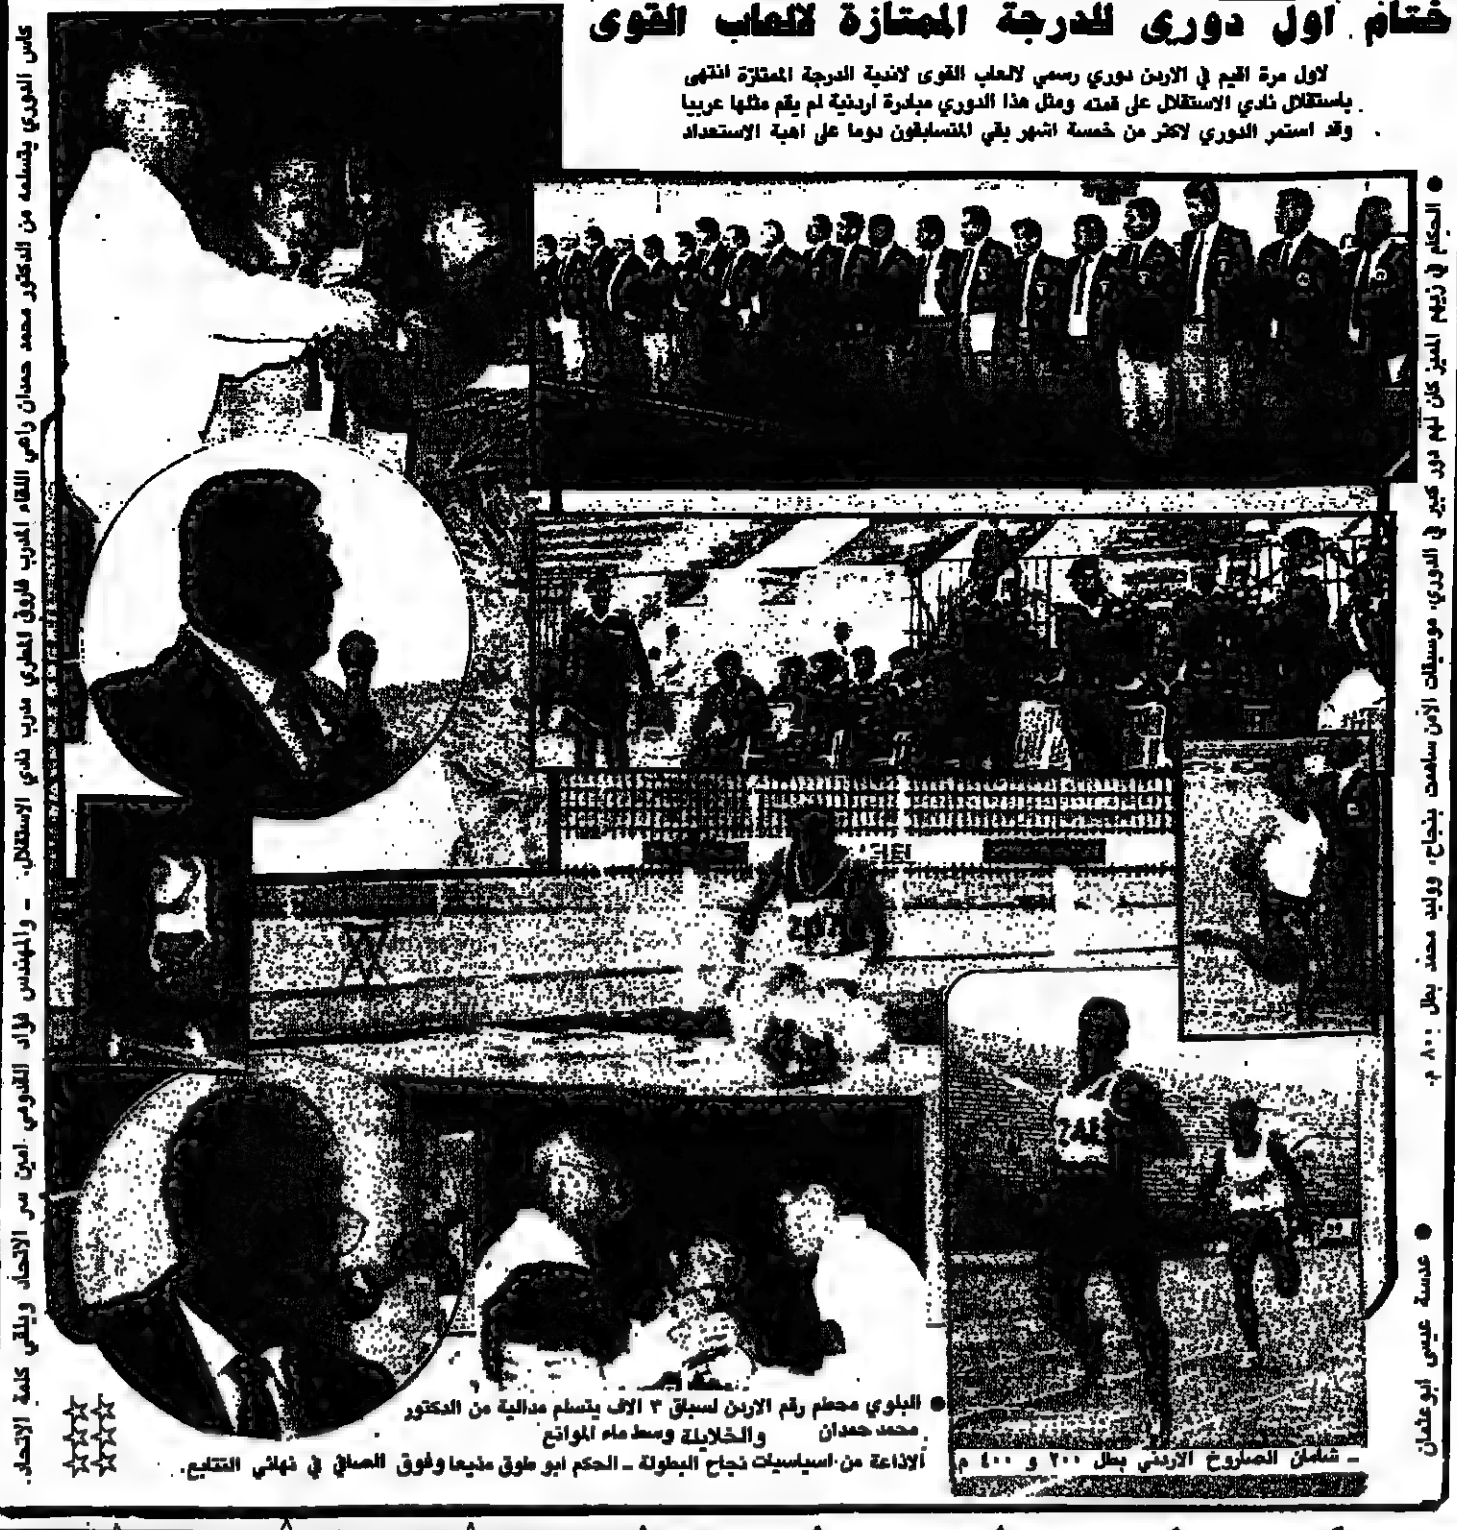 ختام اول دورى للدرجة الممتازة لالعاب القوى
لاول مرة اقيم في الاردن دوري رسمي لالعاب القوى لاندية الدرجة الممتازة انتهى
باستقلال نادي الاستقلال على قمته ومثل هذا الدوري مبادرة اردنية لم يقم مثلها عربيا
وقد استمر الدوري لاكثر من خمسة اشهر بقي المتسابقون دوما على اهبة الاستعداد
● الحكام في زيهم المميز كان لهم دور كبير في الدوري، موسيقات الامن ساهمت بنجاح، ووليد محمد بطل ٨٠٠ م.
● عدسة عيسى ابو عثمان
كاس الدوري يتسلمه من الدكتور محمد حمدان راعي اللقاء المدرب فاروق المطري مدرب نادي الاستقلال. - والمهندس فؤاد القيومي امين سر الاتحاد ويلقي كلمة الاتحاد.
● البلوي محطم رقم الاردن لسباق ٣ الاف يتسلم مدالية من الدكتور
محمد حمدان والخلايلة وسط ماء الموانع
الاذاعة من اسياسيات نجاح البطولة ـ الحكم ابو طوق مذيعا وفوق الصافي في نهائي التتابع.
ـ شامان الصاروخ الاردني بطل ٢٠٠ و ٤٠٠ م